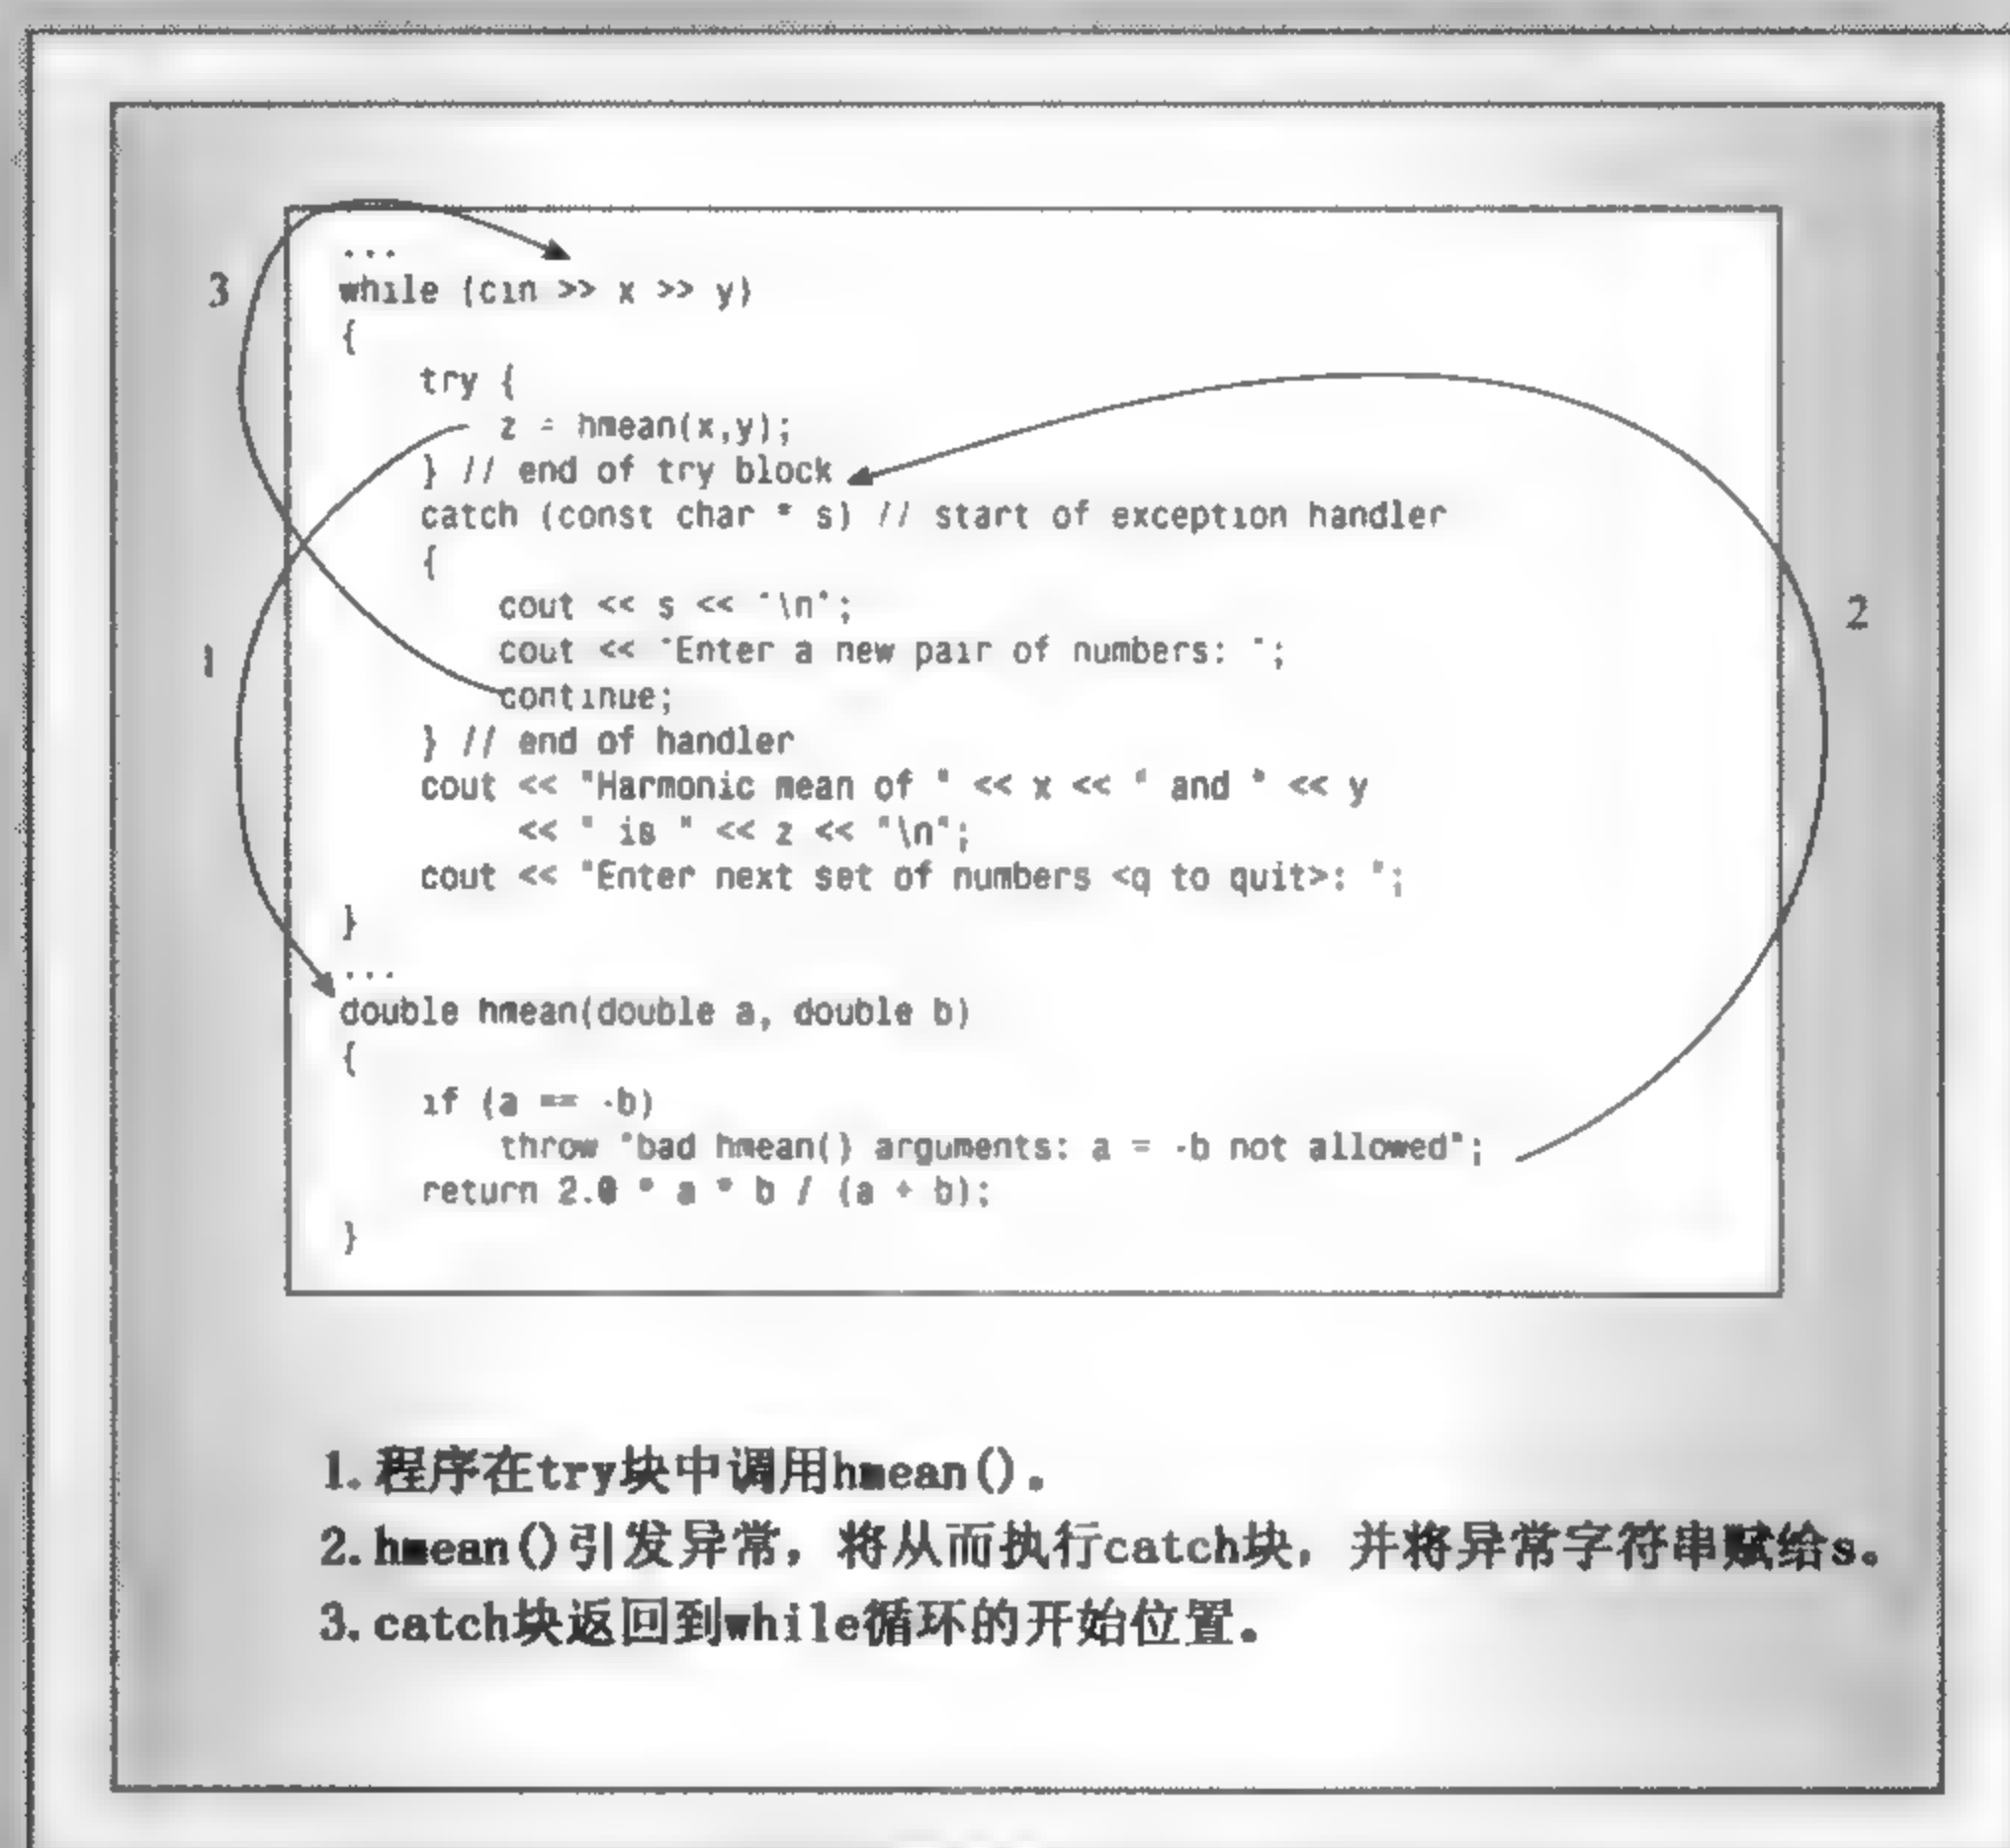 ...
while (cin >> x >> y)
{
try {
z = hmean(x,y);
} // end of try block
catch (const char * s) // start of exception handler
{
cout << s << "\n";
cout << "Enter a new pair of numbers: ";
continue;
} // end of handler
cout << "Harmonic mean of " << x << " and " << y
<< " is " << z << "\n";
cout << "Enter next set of numbers <q to quit>: ";
}
...
double hmean(double a, double b)
{
if (a == -b)
throw "bad hmean() arguments: a = -b not allowed";
return 2.0 * a * b / (a + b);
}
3
1
2
1.程序在try块中调用hmean()。
2.hmean()引发异常，将从而执行catch块，并将异常字符串赋给s。
3.catch块返回到while循环的开始位置。